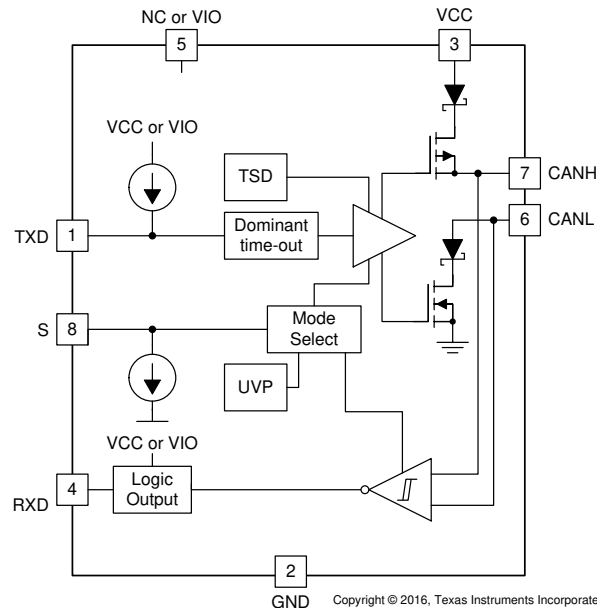 NC or VIO
VCC
5
3
VCC or VIO
TSD
7
CANH
6
CANL
TXD
1
Dominant
time-out
S
8
Mode
Select
UVP
VCC or VIO
RXD
4
Logic
Output
2
GND
Copyright © 2016, Texas Instruments Incorporate